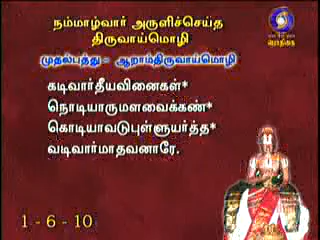 நம்மாழ்வார் அருளிச்செய்த
திருவாய்மொழி
முதல்பத்து - ஆறாம்திருவாய்மொழி
கடிவார்தீயவினைகள்*
நொடியாருமளவைக்கண்*
கொடியாவடுபுள்ளுயர்த்த*
வடிவார்மாதவனாரே.
1 - 6 - 10